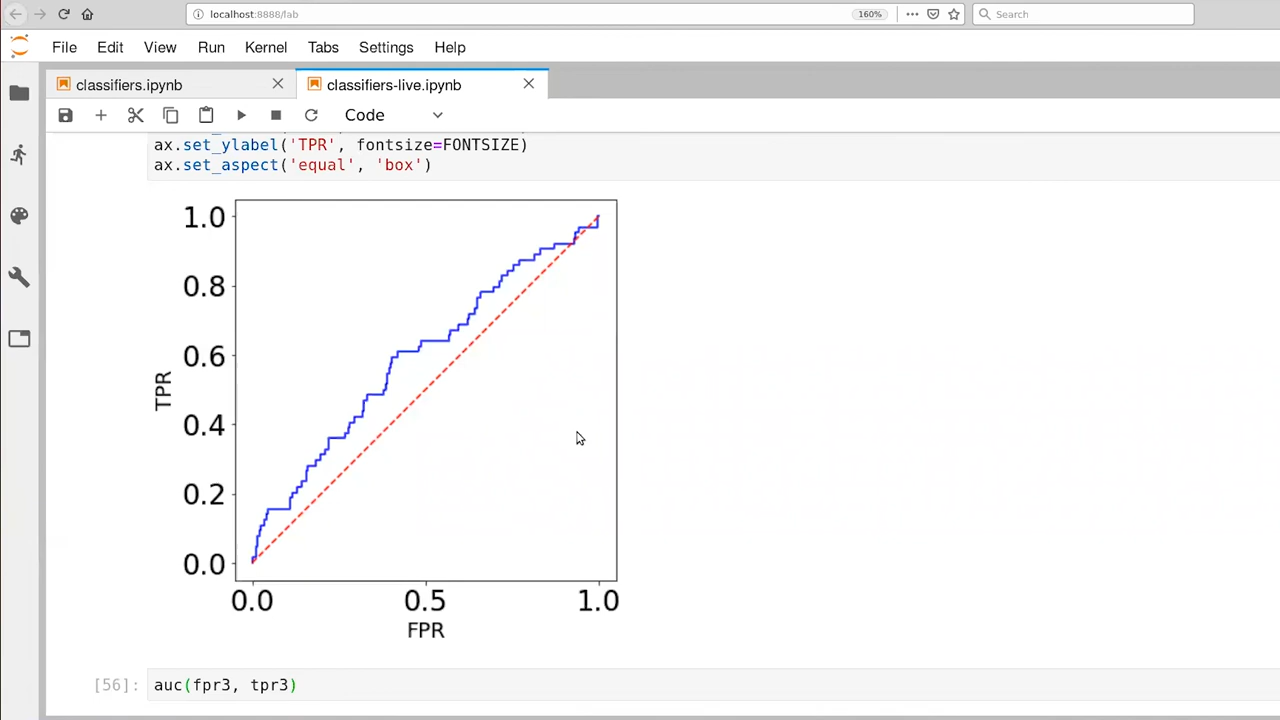 localhost:8888/lab
160%
Search
File Edit View Run Kernel Tabs Settings Help
classifiers.ipynb
classifiers-live.ipynb
Code
ax.set_ylabel('TPR', fontsize=FONTSIZE)
ax.set_aspect('equal', 'box')
1.0
0.8
0.6
0.4
0.2
0.0
TPR
0.0 0.5 1.0
FPR
[56]: auc(fpr3, tpr3)